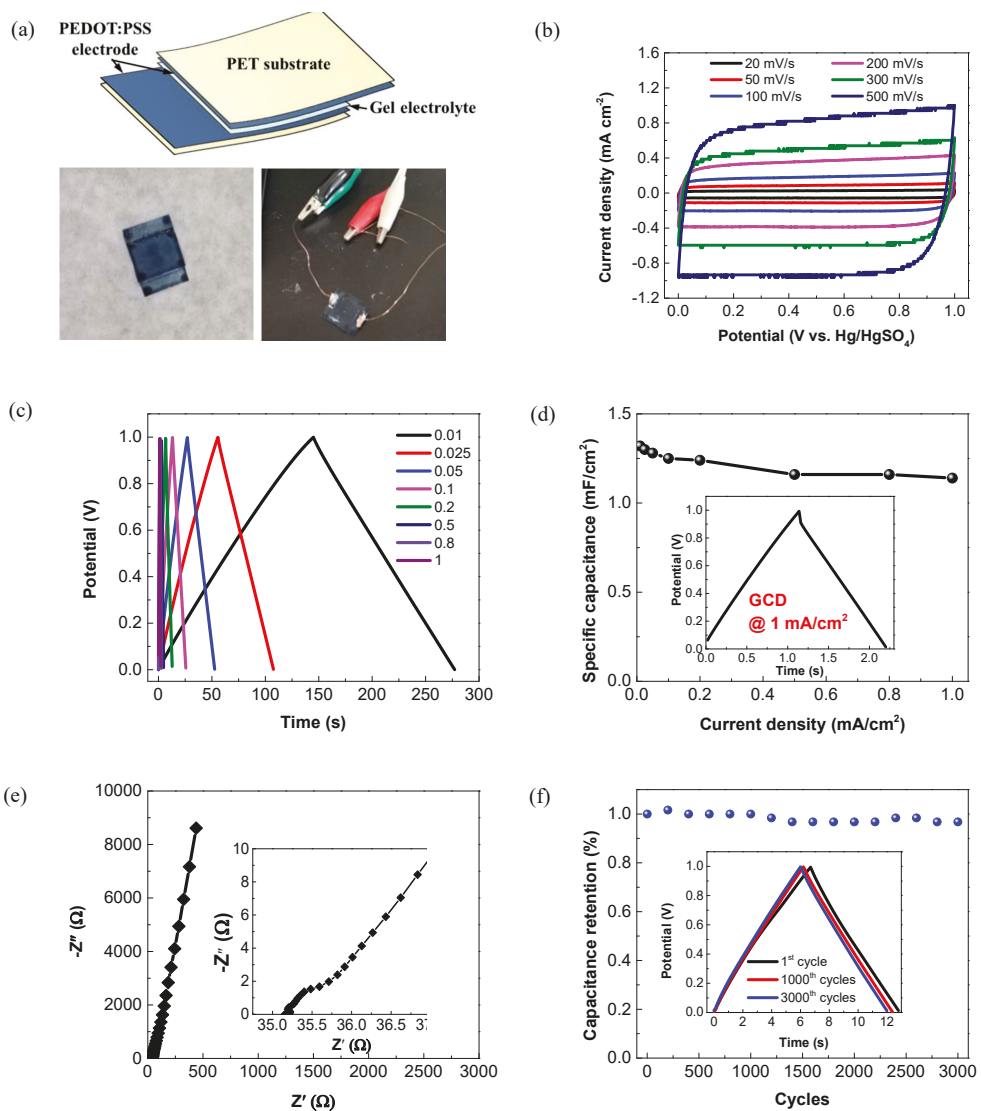 (a)
PEDOT:PSS
electrode
PET substrate
Gel electrolyte
(b)
1.6
1.2
0.8
0.4
0.0
-0.4
-0.8
-1.2
Current density (mA cm-2)
20 mV/s
50 mV/s
100 mV/s
200 mV/s
300 mV/s
500 mV/s
0.0 0.2 0.4 0.6 0.8 1.0
Potential (V vs. Hg/HgSO4)
(c)
1.0
0.8
0.6
0.4
0.2
0.0
Potential (V)
0.01
0.025
0.05
0.1
0.2
0.5
0.8
1
0 50 100 150 200 250 300
Time (s)
(d)
1.5
1.0
0.5
0.0
Specific capacitance (mF/cm2)
1.0
0.8
0.6
0.4
0.2
0.0
Potential (V)
GCD
@ 1 mA/cm2
0.0 0.5 1.0 1.5 2.0
Time (s)
0.0 0.2 0.4 0.6 0.8 1.0
Current density (mA/cm2)
(e)
10000
8000
6000
4000
2000
0
-Z″ (Ω)
10
8
6
4
2
0
-Z″ (Ω)
35.0 35.5 36.0 36.5 37
Z′ (Ω)
0 500 1000 1500 2000 2500 3000
Z′ (Ω)
(f)
1.0
0.8
0.6
0.4
0.2
0.0
Capacitance retention (%)
1.0
0.8
0.6
0.4
0.2
0.0
Potential (V)
1st cycle
1000th cycles
3000th cycles
0 2 4 6 8 10 12
Time (s)
0 500 1000 1500 2000 2500 3000
Cycles